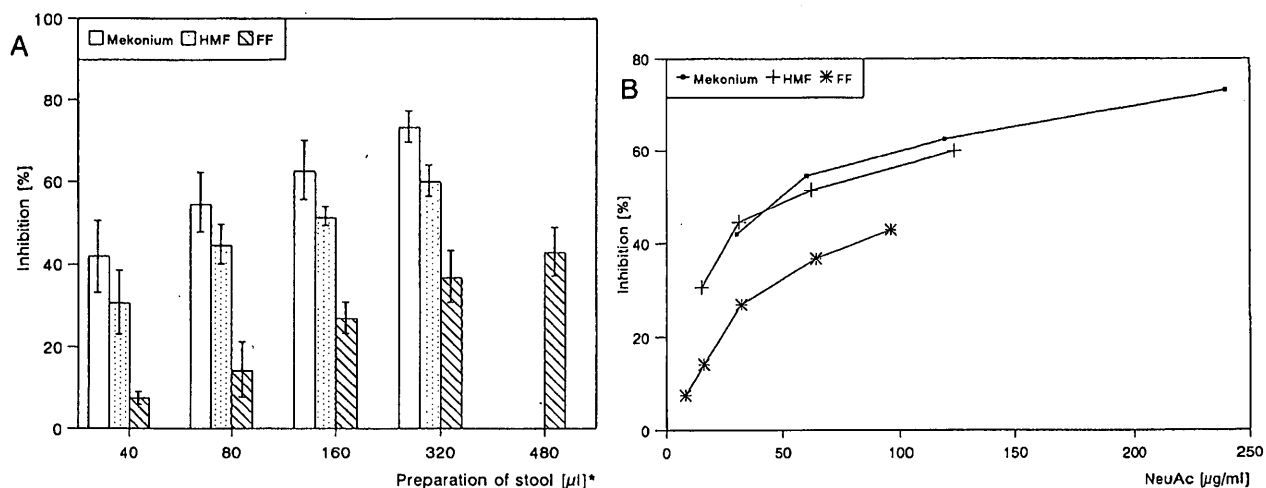 A
Mekonium HMF FF
100
80
60
40
20
0
Inhibition [%]
40 80 160 320 480
Preparation of stool [µl]*
B
Mekonium HMF FF
80
60
40
20
0
Inhibition [%]
0 50 100 150 200 250
NeuAc [µg/ml]